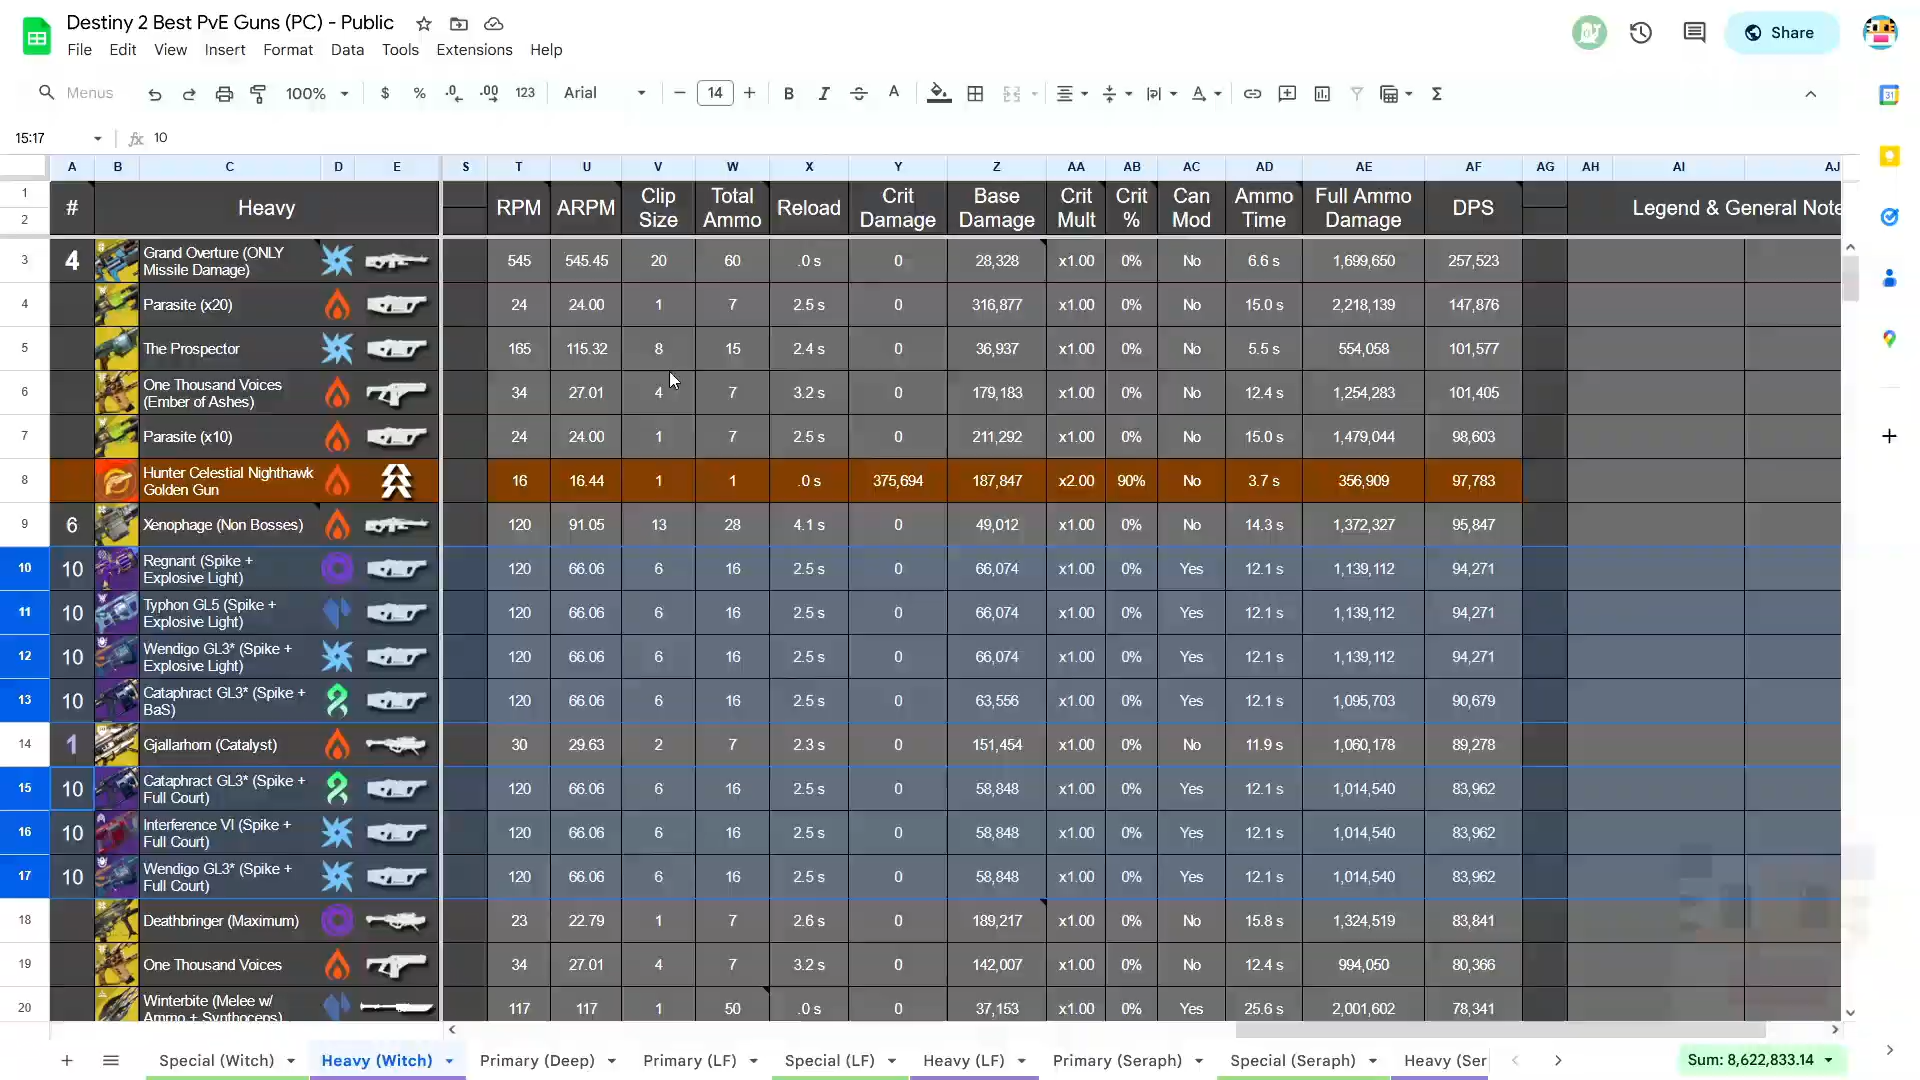 Destiny 2 Best PvE Guns (PC) - Public
Share
File Edit View Insert Format Data Tools Extensions Help
Menus 100% $ % .0 .00 123 Arial 14 B I A
15:17 fx 10
A B C D E S T U V W X Y Z AA AB AC AD AE AF AG AH AI AJ
1 2 # Heavy RPM ARPM Clip Size Total Ammo Reload Crit Damage Base Damage Crit Mult Crit % Can Mod Ammo Time Full Ammo Damage DPS Legend & General Note
3 4 Grand Overture (ONLY Missile Damage) 545 545.45 20 60 .0 s 0 28,328 x1.00 0% No 6.6 s 1,699,650 257,523
4 Parasite (x20) 24 24.00 1 7 2.5 s 0 316,877 x1.00 0% No 15.0 s 2,218,139 147,876
5 The Prospector 165 115.32 8 15 2.4 s 0 36,937 x1.00 0% No 5.5 s 554,058 101,577
6 One Thousand Voices (Ember of Ashes) 34 27.01 4 7 3.2 s 0 179,183 x1.00 0% No 12.4 s 1,254,283 101,405
7 Parasite (x10) 24 24.00 1 7 2.5 s 0 211,292 x1.00 0% No 15.0 s 1,479,044 98,603
8 Hunter Celestial Nighthawk Golden Gun 16 16.44 1 1 .0 s 375,694 187,847 x2.00 90% No 3.7 s 356,909 97,783
9 6 Xenophage (Non Bosses) 120 91.05 13 28 4.1 s 0 49,012 x1.00 0% No 14.3 s 1,372,327 95,847
10 10 Regnant (Spike + Explosive Light) 120 66.06 6 16 2.5 s 0 66,074 x1.00 0% Yes 12.1 s 1,139,112 94,271
11 10 Typhon GL5 (Spike + Explosive Light) 120 66.06 6 16 2.5 s 0 66,074 x1.00 0% Yes 12.1 s 1,139,112 94,271
12 10 Wendigo GL3* (Spike + Explosive Light) 120 66.06 6 16 2.5 s 0 66,074 x1.00 0% Yes 12.1 s 1,139,112 94,271
13 10 Cataphract GL3* (Spike + BaS) 120 66.06 6 16 2.5 s 0 63,556 x1.00 0% Yes 12.1 s 1,095,703 90,679
14 1 Gjallarhorn (Catalyst) 30 29.63 2 7 2.3 s 0 151,454 x1.00 0% No 11.9 s 1,060,178 89,278
15 10 Cataphract GL3* (Spike + Full Court) 120 66.06 6 16 2.5 s 0 58,848 x1.00 0% Yes 12.1 s 1,014,540 83,962
16 10 Interference VI (Spike + Full Court) 120 66.06 6 16 2.5 s 0 58,848 x1.00 0% Yes 12.1 s 1,014,540 83,962
17 10 Wendigo GL3* (Spike + Full Court) 120 66.06 6 16 2.5 s 0 58,848 x1.00 0% Yes 12.1 s 1,014,540 83,962
18 Deathbringer (Maximum) 23 22.79 1 7 2.6 s 0 189,217 x1.00 0% No 15.8 s 1,324,519 83,841
19 One Thousand Voices 34 27.01 4 7 3.2 s 0 142,007 x1.00 0% No 12.4 s 994,050 80,366
20 Winterbite (Melee w/ Ammo + Synthoceps) 117 117 1 50 .0 s 0 37,153 x1.00 0% Yes 25.6 s 2,001,602 78,341
Special (Witch) Heavy (Witch) Primary (Deep) Primary (LF) Special (LF) Heavy (LF) Primary (Seraph) Special (Seraph) Heavy (Ser Sum: 8,622,833.14